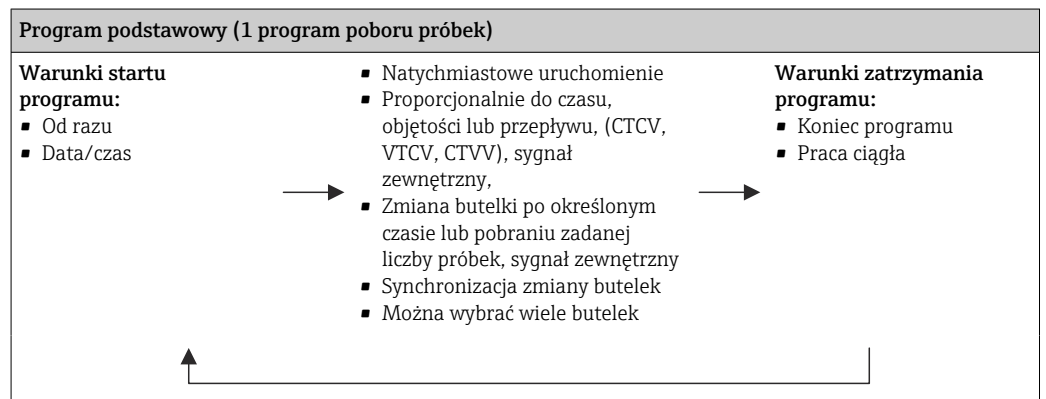 Program podstawowy (1 program poboru próbek)
Warunki startu
programu:
▪ Od razu
▪ Data/czas
▪ Natychmiastowe uruchomienie
▪ Proporcjonalnie do czasu,
objętości lub przepływu, (CTCV,
VTCV, CTVV), sygnał
zewnętrzny,
▪ Zmiana butelki po określonym
czasie lub pobraniu zadanej
liczby próbek, sygnał zewnętrzny
▪ Synchronizacja zmiany butelek
▪ Można wybrać wiele butelek
Warunki zatrzymania
programu:
▪ Koniec programu
▪ Praca ciągła